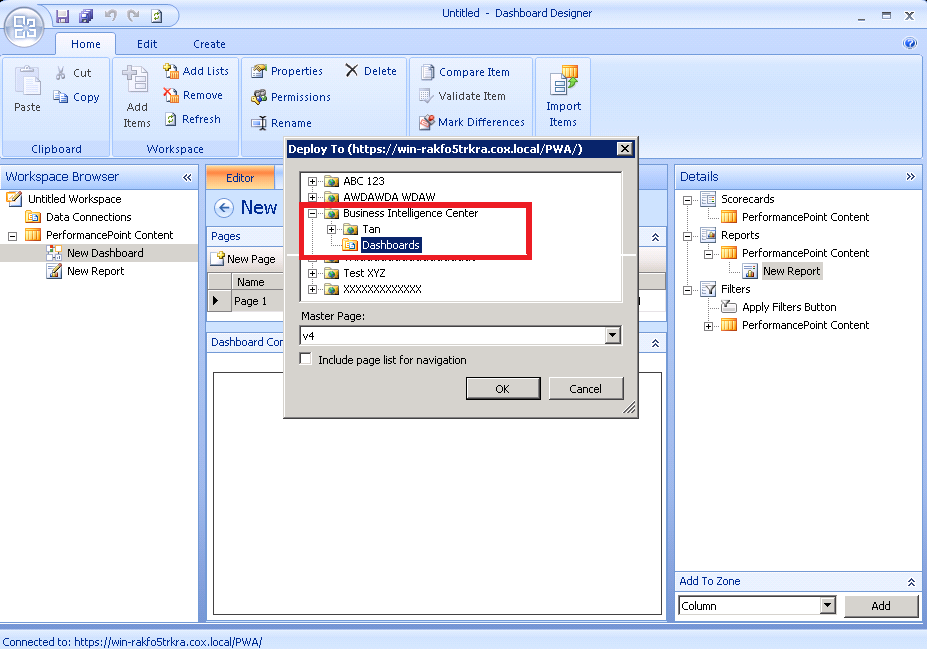 Untitled - Dashboard Designer
Home Edit Create
Paste
Cut
Copy
Clipboard
Add Items
Add Lists
Remove
Refresh
Workspace
Properties
Permissions
Rename
Delete
Compare Item
Validate Item
Mark Differences
Import Items
Workspace Browser «
Untitled Workspace
Data Connections
PerformancePoint Content
New Dashboard
New Report
Editor
New
Pages
New Page
Name
Page 1
Dashboard Con
Deploy To (https://win-rakfo5trkra.cox.local/PWA/)
ABC 123
AWDAWDA WDAW
Business Intelligence Center
Tan
Dashboards
Test XYZ
XXXXXXXXXXXXX
Master Page:
v4
Include page list for navigation
OK Cancel
Details »
Scorecards
PerformancePoint Content
Reports
PerformancePoint Content
New Report
Filters
Apply Filters Button
PerformancePoint Content
Add To Zone
Column
Add
Connected to: https://win-rakfo5trkra.cox.local/PWA/